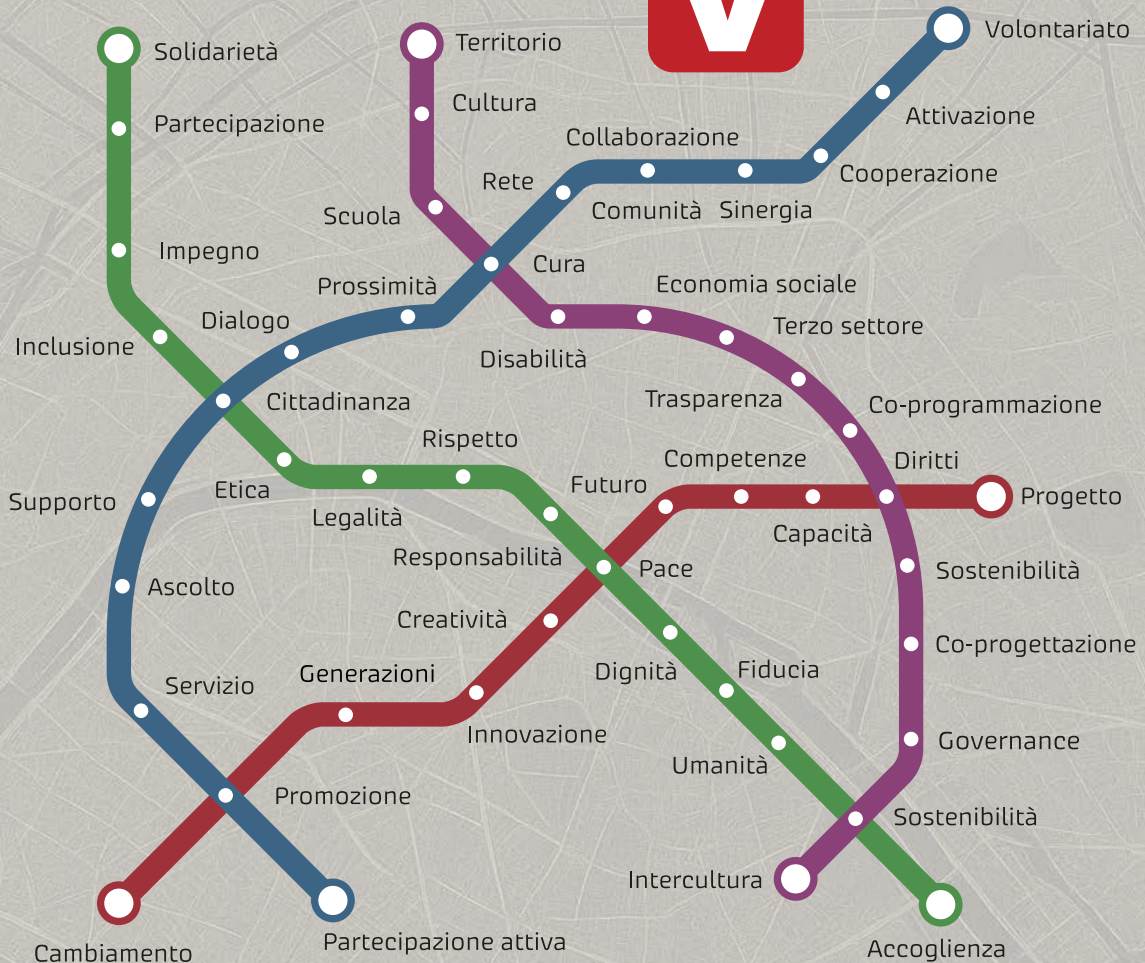 V
Volontariato
Territorio
Solidarietà
Cultura
Attivazione
Partecipazione
Collaborazione
Cooperazione
Rete
Comunità
Sinergia
Scuola
Impegno
Cura
Prossimità
Economia sociale
Dialogo
Terzo settore
Inclusione
Disabilità
Trasparenza
Cittadinanza
Co-programmazione
Rispetto
Competenze
Diritti
Futuro
Etica
Progetto
Supporto
Legalità
Capacità
Responsabilità
Pace
Sostenibilità
Ascolto
Creatività
Co-progettazione
Generazioni
Dignità
Fiducia
Servizio
Innovazione
Governance
Umanità
Promozione
Sostenibilità
Intercultura
Partecipazione attiva
Accoglienza
Cambiamento